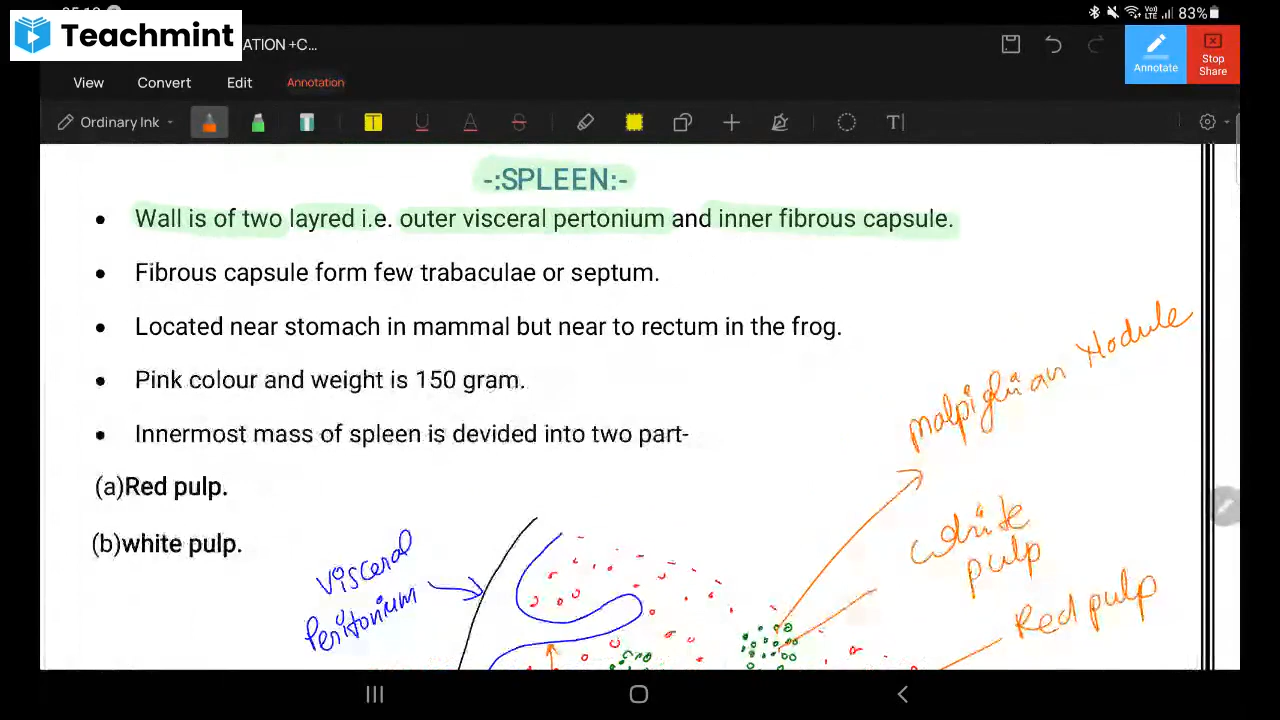 83%
Teachmint
ATION +C...
Annotate
Stop
Share
View Convert Edit Annotation
Ordinary Ink
-:SPLEEN:-
• Wall is of two layred i.e. outer visceral pertonium and inner fibrous capsule.
• Fibrous capsule form few trabaculae or septum.
• Located near stomach in mammal but near to rectum in the frog.
• Pink colour and weight is 150 gram.
• Innermost mass of spleen is devided into two part-
(a)Red pulp.
(b)white pulp.
malpighian Nodule
white
pulp
Red pulp
Visceral
Peritonium